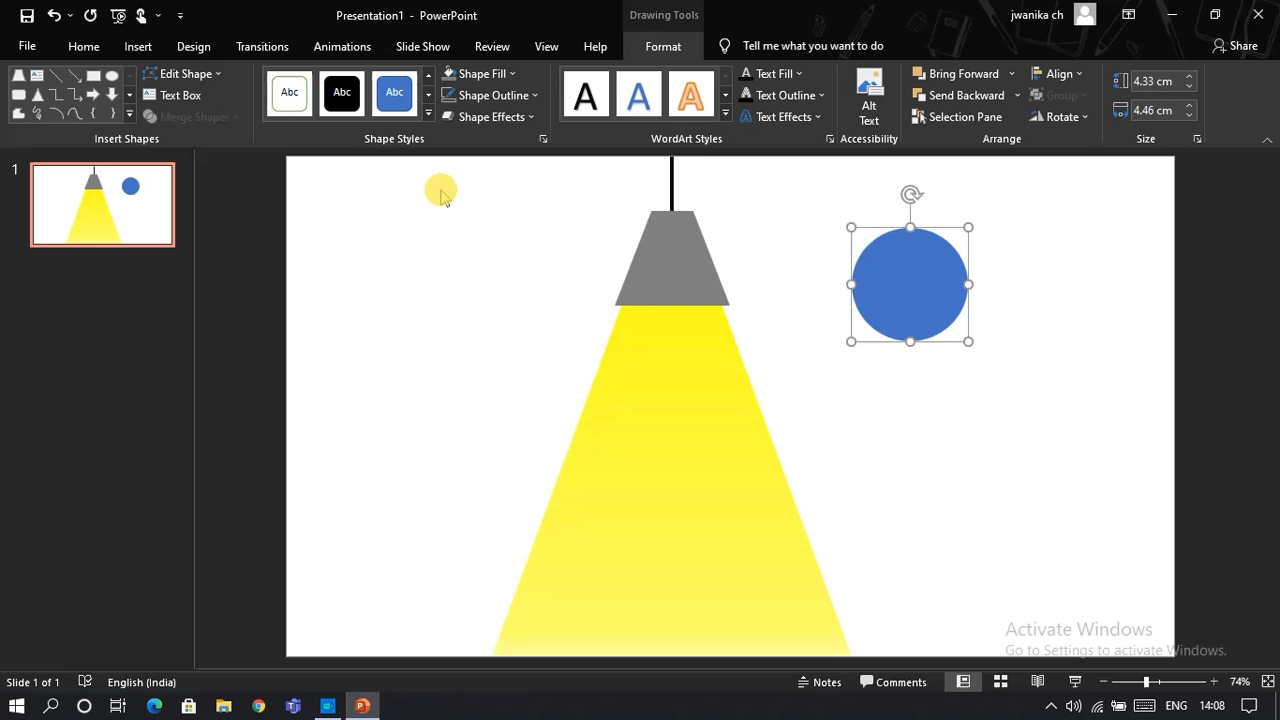 Presentation1 - PowerPoint
Drawing Tools
jwanika ch
File Home Insert Design Transitions Animations Slide Show Review View Help Format Tell me what you want to do Share
Edit Shape
Text Box
Merge Shapes
Insert Shapes
Abc Abc Abc
Shape Fill
Shape Outline
Shape Effects
Shape Styles
A A A
Text Fill
Text Outline
Text Effects
WordArt Styles
Alt
Text
Accessibility
Bring Forward
Send Backward
Selection Pane
Align
Group
Rotate
Arrange
4.33 cm
4.46 cm
Size
1
Activate Windows
Go to Settings to activate Windows.
Slide 1 of 1 English (India) Notes Comments 74%
ENG 14:08